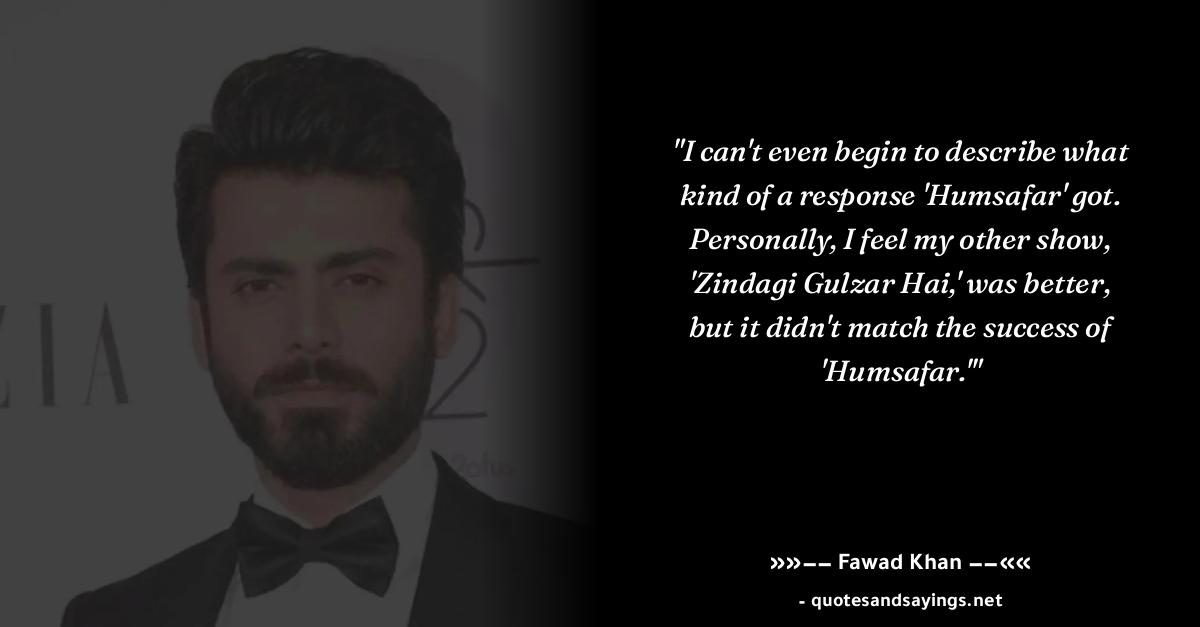 "I can't even begin to describe what
kind of a response 'Humsafar' got.
Personally, I feel my other show,
'Zindagi Gulzar Hai,' was better,
but it didn't match the success of
'Humsafar.'"
»»–– Fawad Khan ––««
- quotesandsayings.net
ZIA